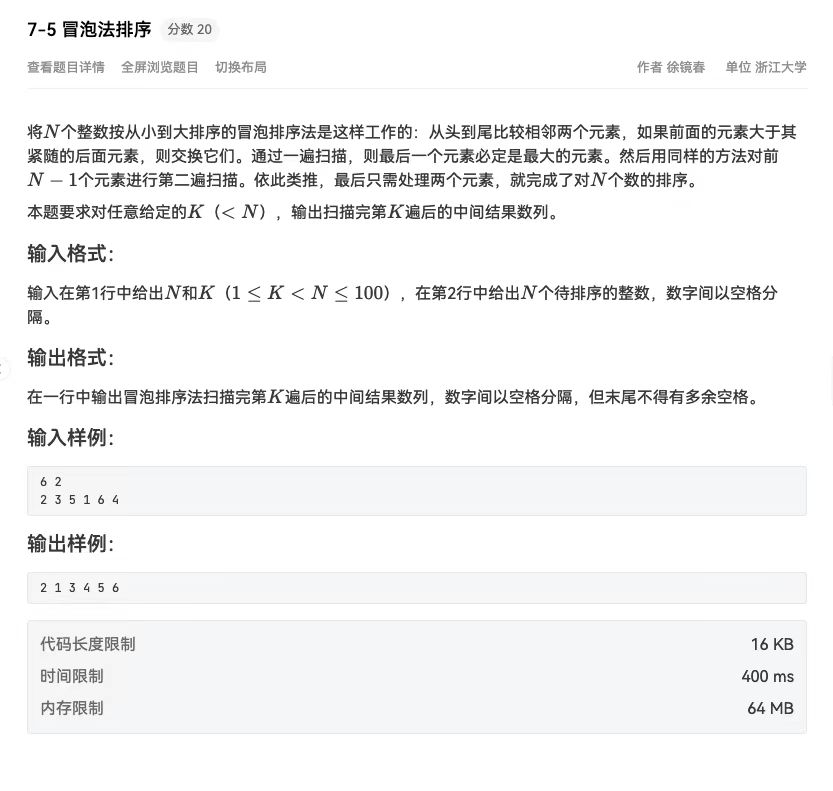 7-5 冒泡法排序 分数 20
查看题目详情 全屏浏览题目 切换布局 作者 徐镜春 单位 浙江大学
将N个整数按从小到大排序的冒泡排序法是这样工作的：从头到尾比较相邻两个元素，如果前面的元素大于其
紧随的后面元素，则交换它们。通过一遍扫描，则最后一个元素必定是最大的元素。然后用同样的方法对前
N − 1个元素进行第二遍扫描。依此类推，最后只需处理两个元素，就完成了对N个数的排序。
本题要求对任意给定的K（< N），输出扫描完第K遍后的中间结果数列。
输入格式：
输入在第1行中给出N和K（1 ≤ K < N ≤ 100），在第2行中给出N个待排序的整数，数字间以空格分
隔。
输出格式：
在一行中输出冒泡排序法扫描完第K遍后的中间结果数列，数字间以空格分隔，但末尾不得有多余空格。
输入样例：
6 2
2 3 5 1 6 4
输出样例：
2 1 3 4 5 6
代码长度限制 16 KB
时间限制 400 ms
内存限制 64 MB